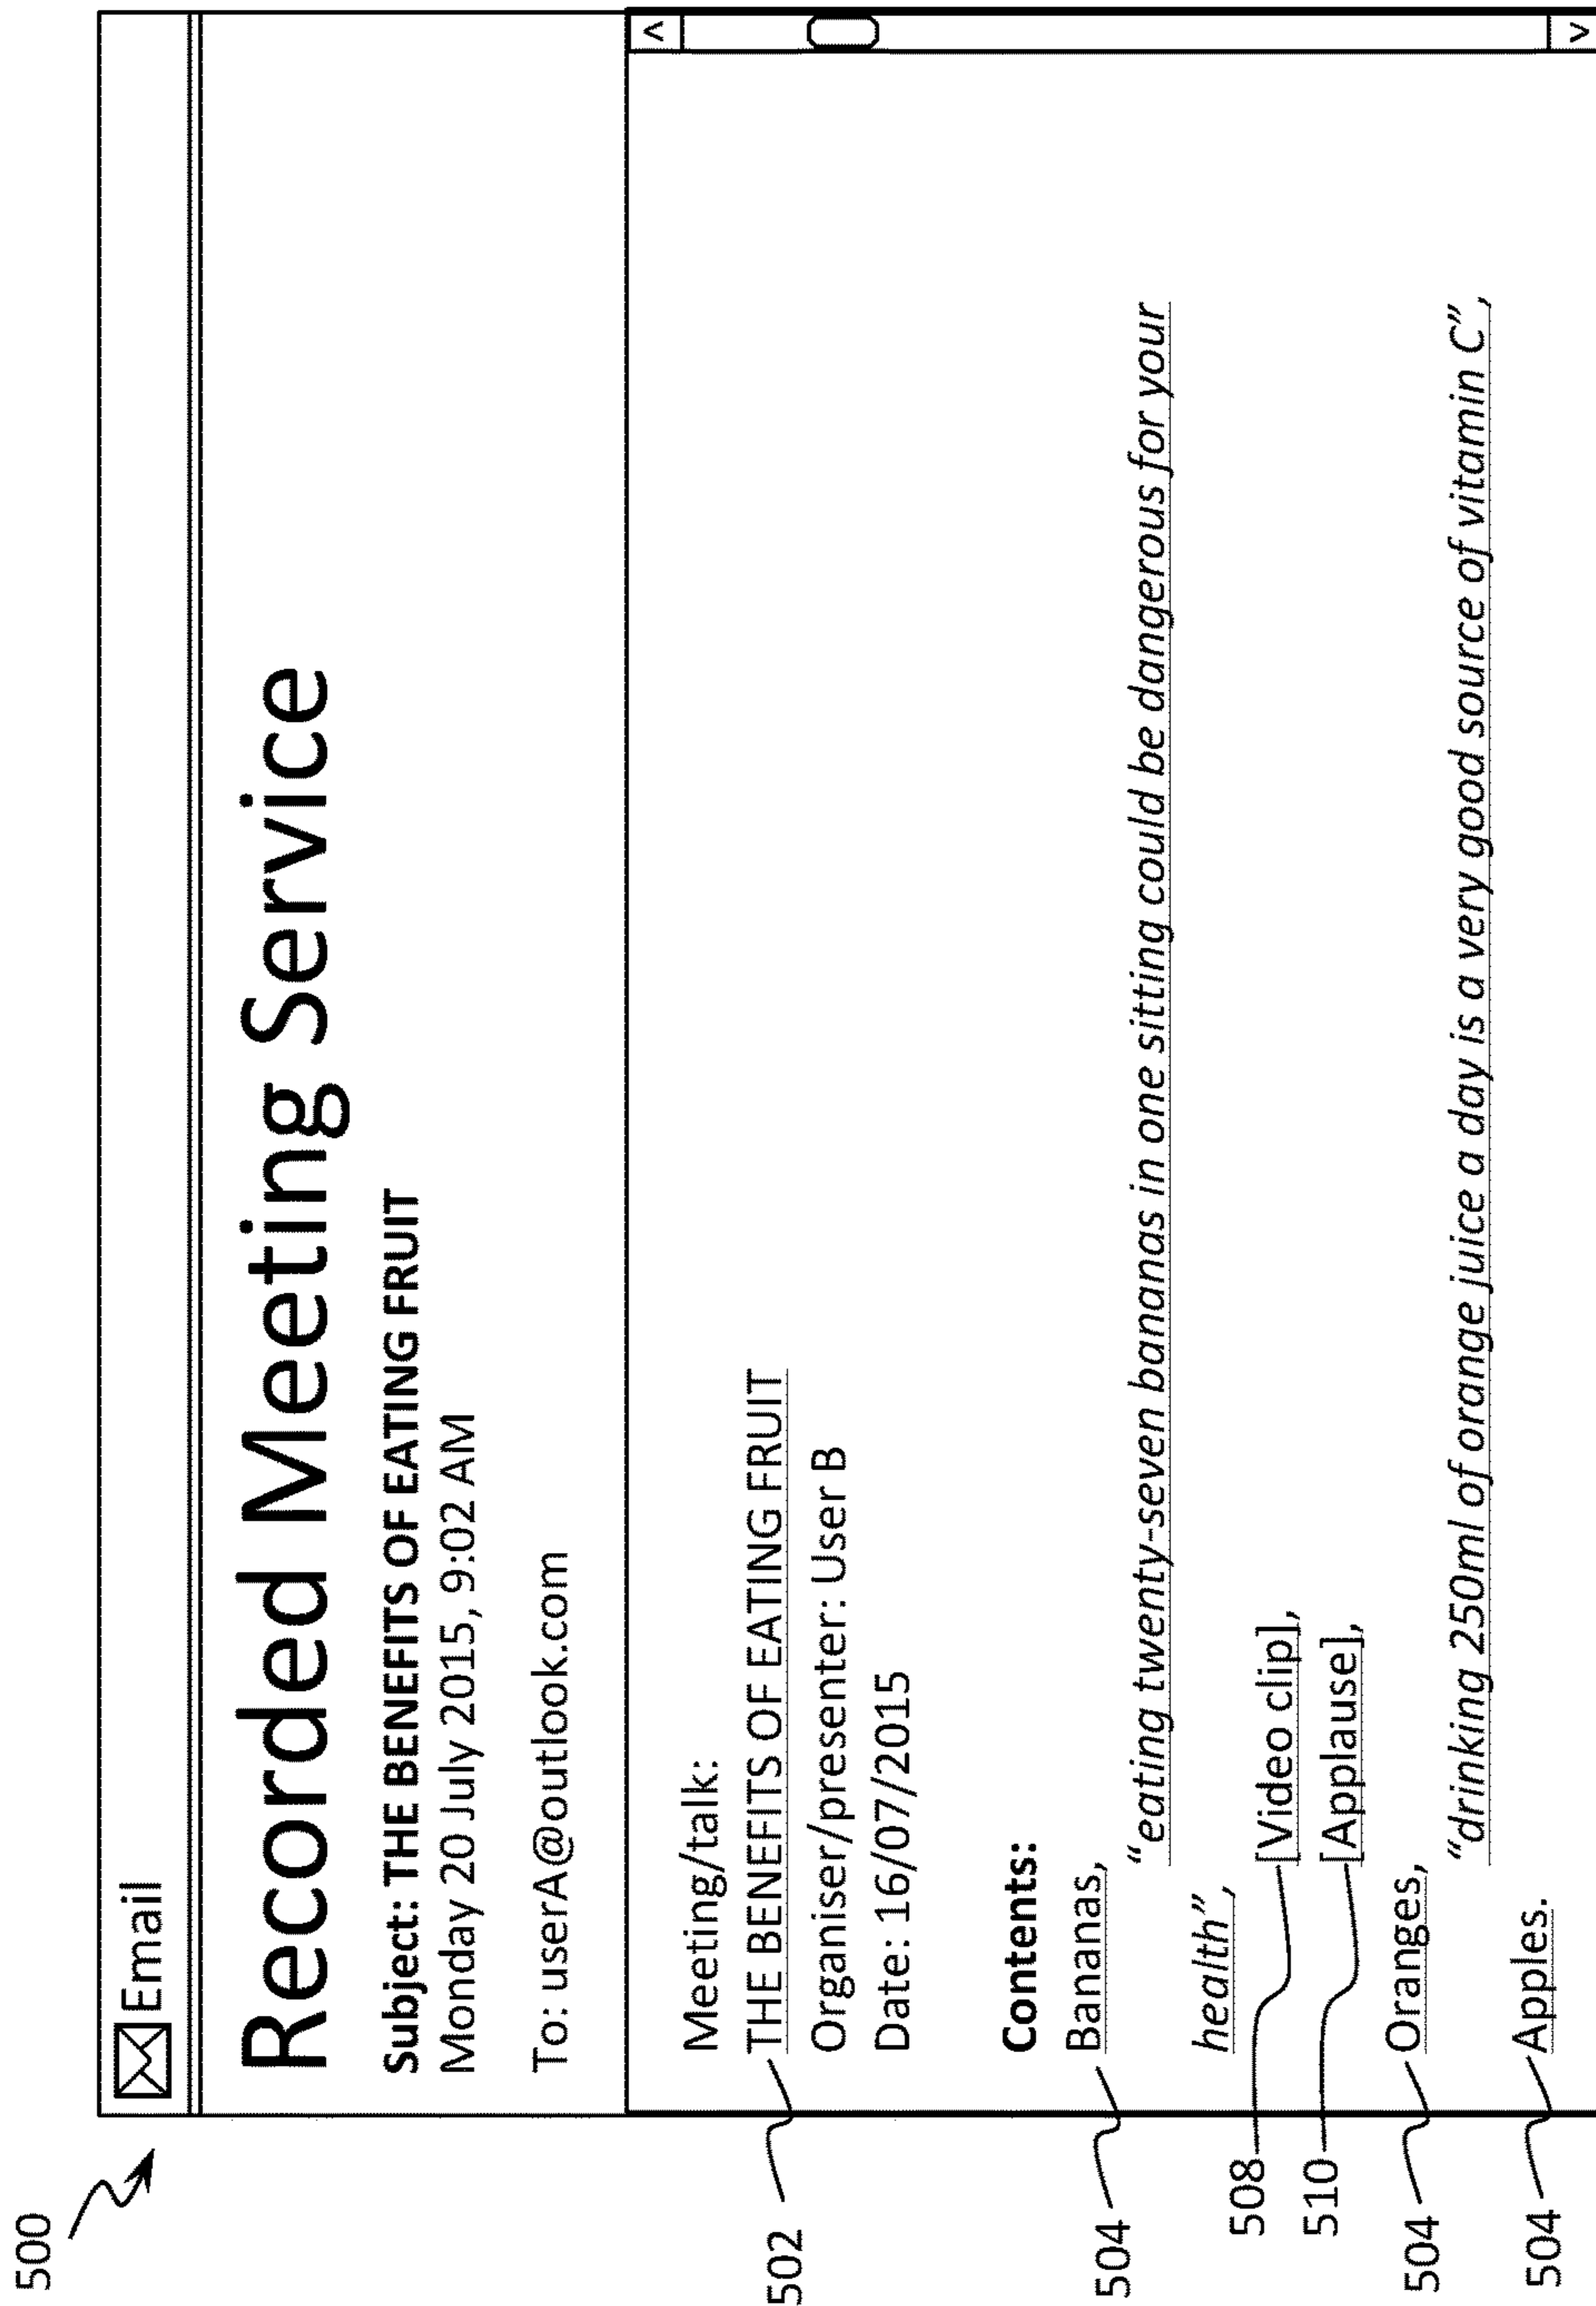 500
Email
Recorded Meeting Service
Subject: THE BENEFITS OF EATING FRUIT
Monday 20 July 2015, 9:02 AM
To: userA@outlook.com
Meeting/talk:
502 THE BENEFITS OF EATING FRUIT
Organiser/presenter: User B
Date: 16/07/2015
Contents:
504 Bananas,
“eating twenty-seven bananas in one sitting could be dangerous for your
health”,
508 [Video clip],
510 [Applause],
504 Oranges,
“drinking 250ml of orange juice a day is a very good source of vitamin C”,
504 Apples.